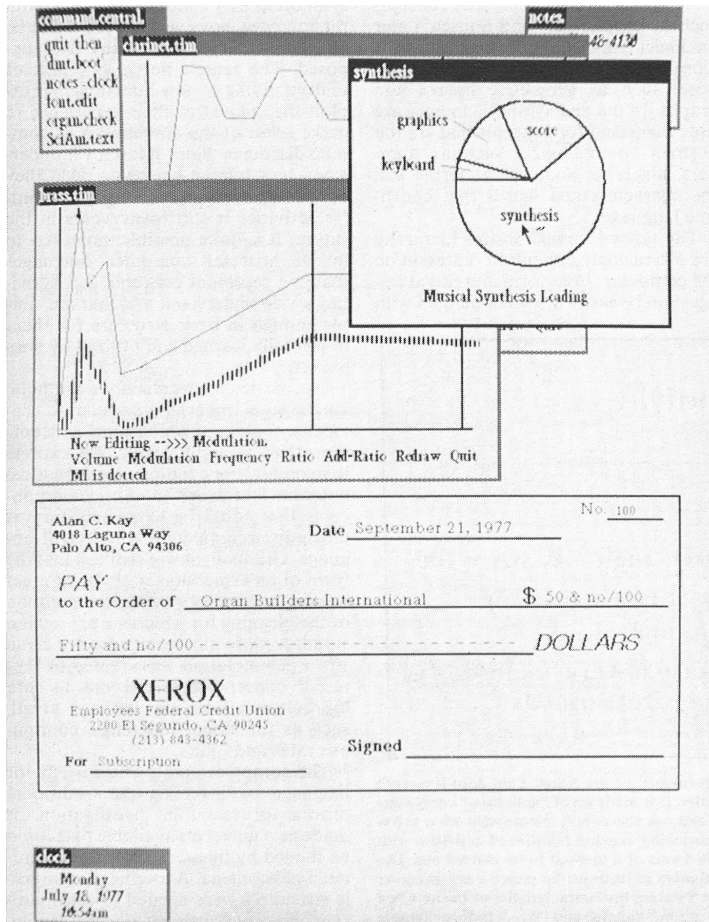 command.central.
quit then
dmt.boot
notes .clock
font.edit
organ.check
SciAm.text
clarinet.tim
notes.
synthesis
graphics
score
keyboard
synthesis
Musical Synthesis Loading
brass.tim
Now Editing -->>> Modulation.
Volume Modulation Frequency Ratio Add-Ratio Redraw Quit
MI is dotted
No. 100
Alan C. Kay
4018 Laguna Way
Palo Alto, CA 94306
Date September 21, 1977
PAY
to the Order of Organ Builders International $ 50 & no/100
Fifty and no/100 - - - - - - - - - - - - - - - - - - - - - - DOLLARS
XEROX
Employees Federal Credit Union
2200 El Segundo, CA 90245
(213) 843-4362
For Subscription
Signed
clock.
Monday
July 18, 1977